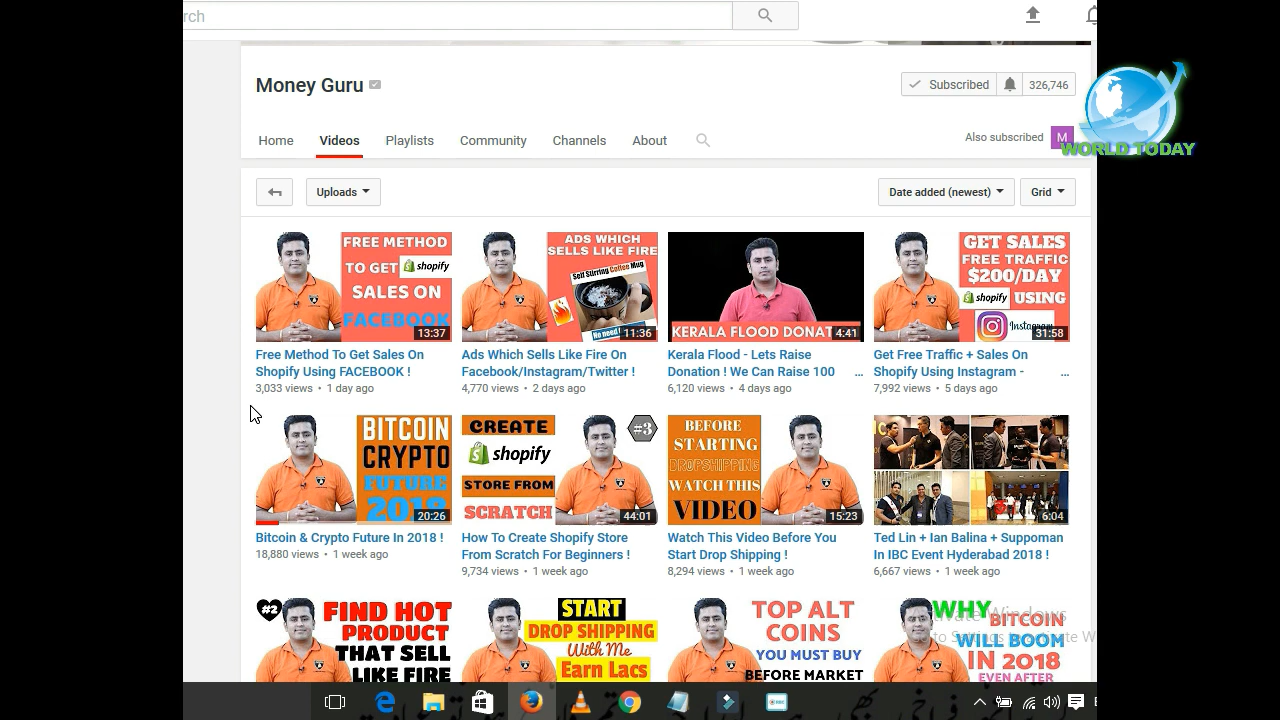 rch
Money Guru
Subscribed 326,746
Home Videos Playlists Community Channels About
Also subscribed M
WORLD TODAY
Uploads
Date added (newest) Grid
FREE METHOD
TO GET shopify
SALES ON
FACEBOOK
13:37
Free Method To Get Sales On
Shopify Using FACEBOOK !
3,033 views • 1 day ago
ADS WHICH
SELLS LIKE FIRE
Self Stirring Coffee Mug
No need
11:36
Ads Which Sells Like Fire On
Facebook/Instagram/Twitter !
4,770 views • 2 days ago
KERALA FLOOD DONAT
4:41
Kerala Flood - Lets Raise
Donation ! We Can Raise 100 ...
6,120 views • 4 days ago
GET SALES
FREE TRAFFIC
$200/DAY
shopify USING
Instagram
31:58
Get Free Traffic + Sales On
Shopify Using Instagram - ...
7,992 views • 5 days ago
BITCOIN
CRYPTO
FUTURE
2018
20:26
Bitcoin & Crypto Future In 2018 !
18,880 views • 1 week ago
CREATE
#3
shopify
STORE FROM
SCRATCH
44:01
How To Create Shopify Store
From Scratch For Beginners !
9,734 views • 1 week ago
BEFORE
STARTING
DROPSHIPPING
WATCH THIS
VIDEO
15:23
Watch This Video Before You
Start Drop Shipping !
8,294 views • 1 week ago
6:04
Ted Lin + Ian Balina + Suppoman
In IBC Event Hyderabad 2018 !
6,667 views • 1 week ago
#2
FIND HOT
PRODUCT
THAT SELL
LIKE FIRE
START
DROP SHIPPING
With Me
Earn Lacs
TOP ALT
COINS
YOU MUST BUY
BEFORE MARKET
WHY
BITCOIN
WILL BOOM
IN 2018
EVEN AFTER
Windows